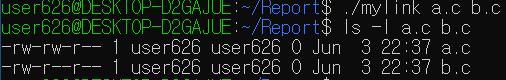 user626@DESKTOP-D2GAJUE:~/Report$ ./mylink a.c b.c
user626@DESKTOP-D2GAJUE:~/Report$ ls -l a.c b.c
-rw-rw-r-- 1 user626 user626 0 Jun  3 22:37 a.c
-rw-rw-r-- 1 user626 user626 0 Jun  3 22:37 b.c